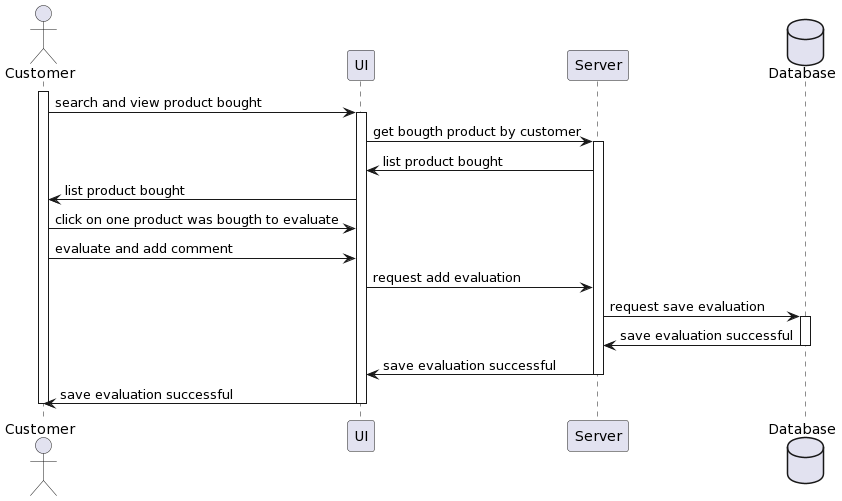 Customer
UI
Server
Database
search and view product bought
get bougth product by customer
list product bought
list product bought
click on one product was bougth to evaluate
evaluate and add comment
request add evaluation
request save evaluation
save evaluation successful
save evaluation successful
save evaluation successful
Customer
UI
Server
Database